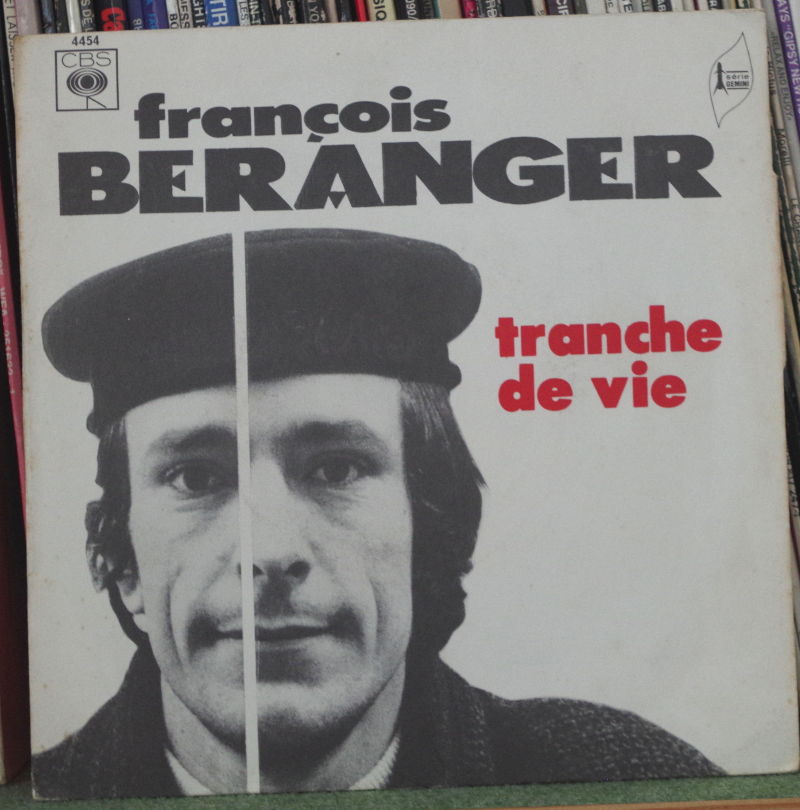 4454
CBS
série
GEMINI
françois
BERANGER
tranche
de vie